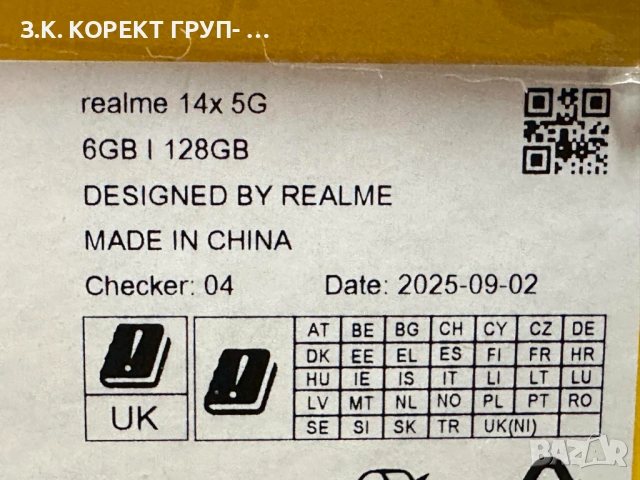 З.К. КОРЕКТ ГРУП- ...
realme 14x 5G
6GB | 128GB
DESIGNED BY REALME
MADE IN CHINA
Checker: 04 Date: 2025-09-02
UK
AT BE BG CH CY CZ DE
DK EE EL ES FI FR HR
HU IE IS IT LI LT LU
LV MT NL NO PL PT RO
SE SI SK TR UK(NI)
BAZAR